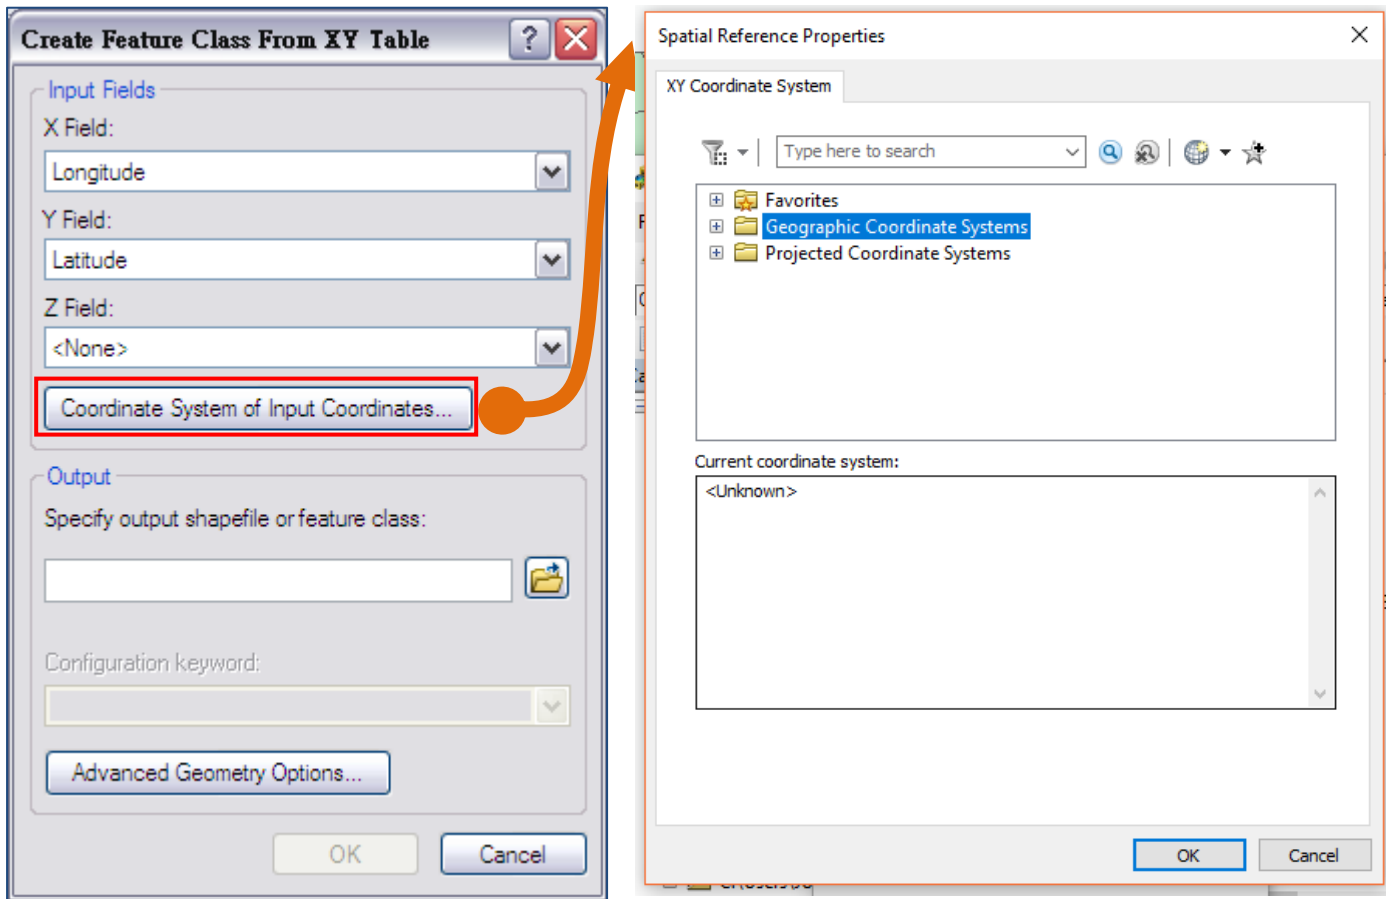 Create Feature Class From XY Table
Input Fields
X Field:
Longitude
Y Field:
Latitude
Z Field:
<None>
Coordinate System of Input Coordinates...
Output
Specify output shapefile or feature class:
Configuration keyword:
Advanced Geometry Options...
OK
Cancel
Spatial Reference Properties
XY Coordinate System
Type here to search
Favorites
Geographic Coordinate Systems
Projected Coordinate Systems
Current coordinate system:
<Unknown>
OK
Cancel